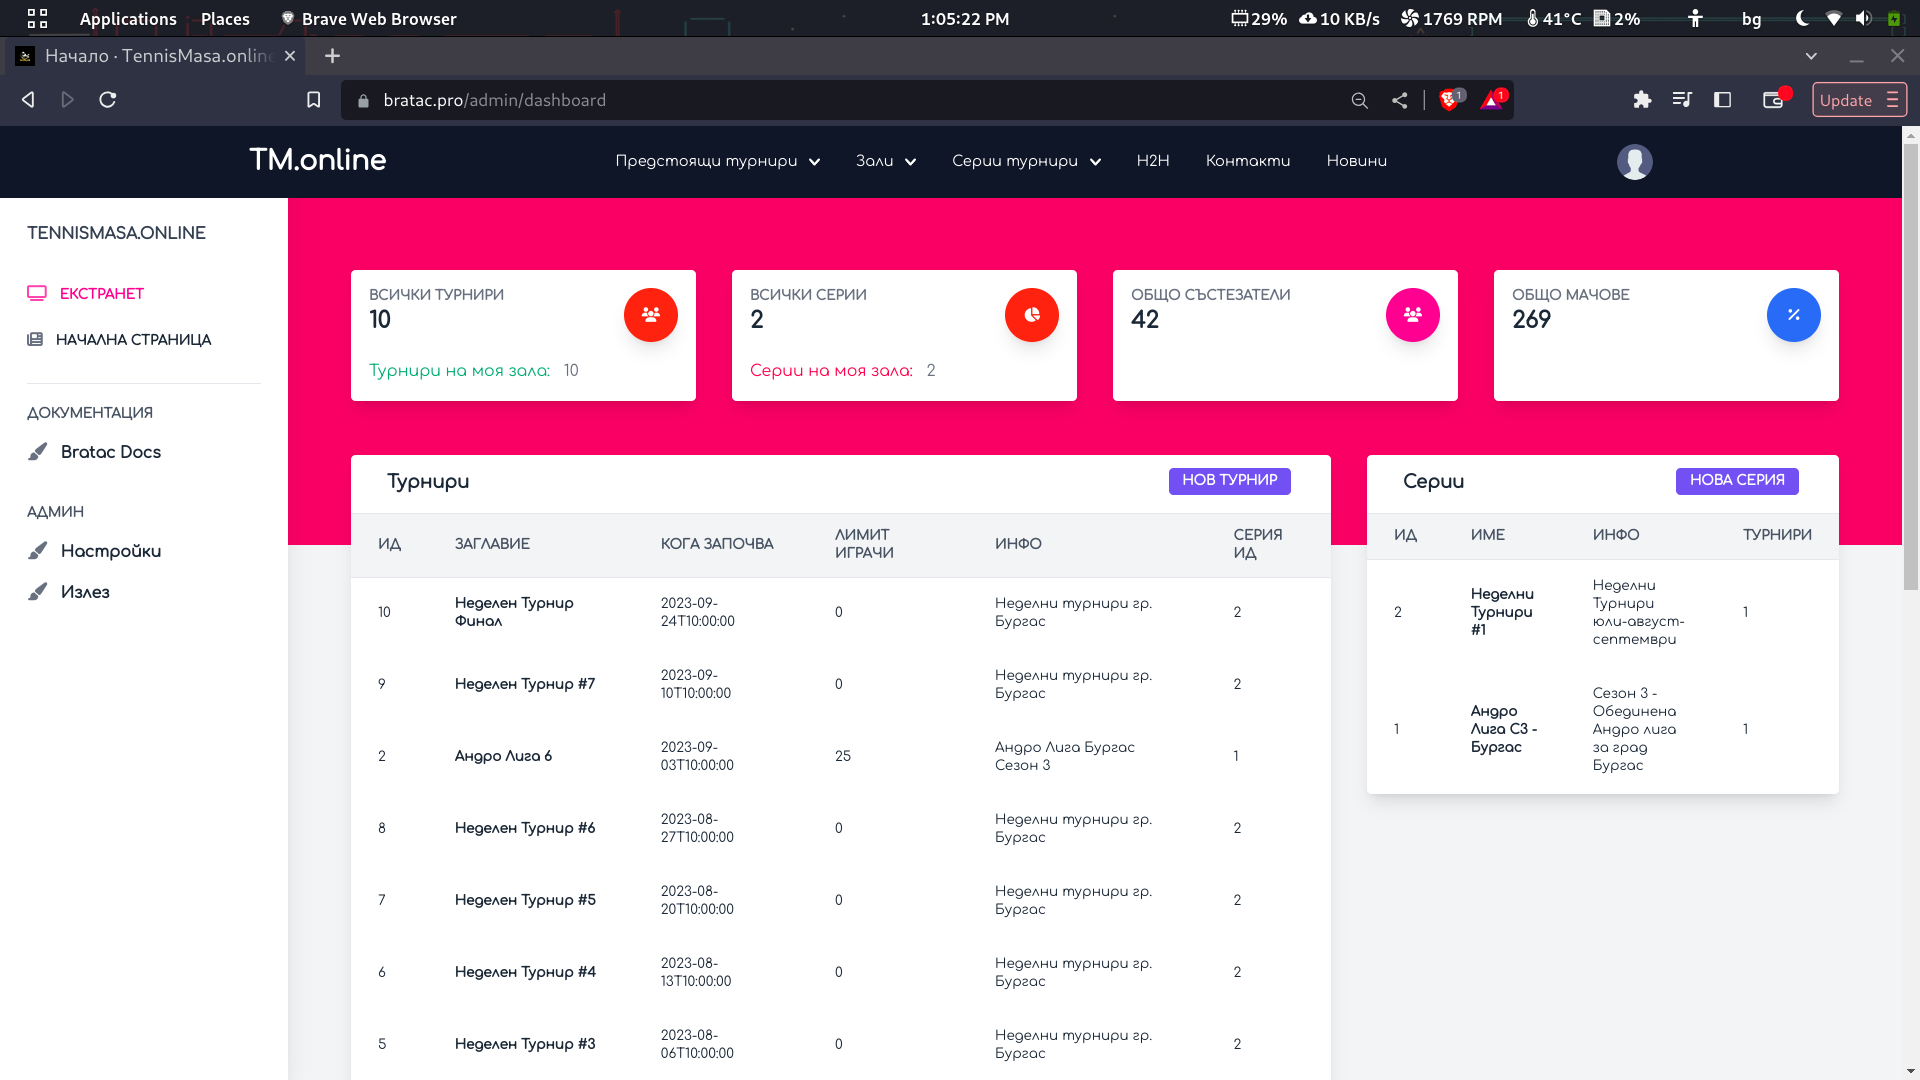 Applications Places Brave Web Browser 1:05:22 PM 29% 10 KB/s 1769 RPM 41°C 2% bg
Начало · TennisMasa.online
bratac.pro/admin/dashboard 1 1 Update
TM.online Предстоящи турнири Зали Серии турнири H2H Контакти Новини
TENNISMASA.ONLINE
ЕКСТРАНЕТ
НАЧАЛНА СТРАНИЦА
ДОКУМЕНТАЦИЯ
Bratac Docs
АДМИН
Настройки
Излез
ВСИЧКИ ТУРНИРИ
10
Турнири на моя зала: 10
ВСИЧКИ СЕРИИ
2
Серии на моя зала: 2
ОБЩО СЪСТЕЗАТЕЛИ
42
ОБЩО МАЧОВЕ
269
Турнири НОВ ТУРНИР
ИД ЗАГЛАВИЕ КОГА ЗАПОЧВА ЛИМИТ ИГРАЧИ ИНФО СЕРИЯ ИД
10 Неделен Турнир Финал 2023-09-24T10:00:00 0 Неделни турнири гр. Бургас 2
9 Неделен Турнир #7 2023-09-10T10:00:00 0 Неделни турнири гр. Бургас 2
2 Андро Лига 6 2023-09-03T10:00:00 25 Андро Лига Бургас Сезон 3 1
8 Неделен Турнир #6 2023-08-27T10:00:00 0 Неделни турнири гр. Бургас 2
7 Неделен Турнир #5 2023-08-20T10:00:00 0 Неделни турнири гр. Бургас 2
6 Неделен Турнир #4 2023-08-13T10:00:00 0 Неделни турнири гр. Бургас 2
5 Неделен Турнир #3 2023-08-06T10:00:00 0 Неделни турнири гр. Бургас 2
Серии НОВА СЕРИЯ
ИД ИМЕ ИНФО ТУРНИРИ
2 Неделни Турнири #1 Неделни Турнири юли-август-септември 1
1 Андро Лига С3 - Бургас Сезон 3 - Обединена Андро лига за град Бургас 1